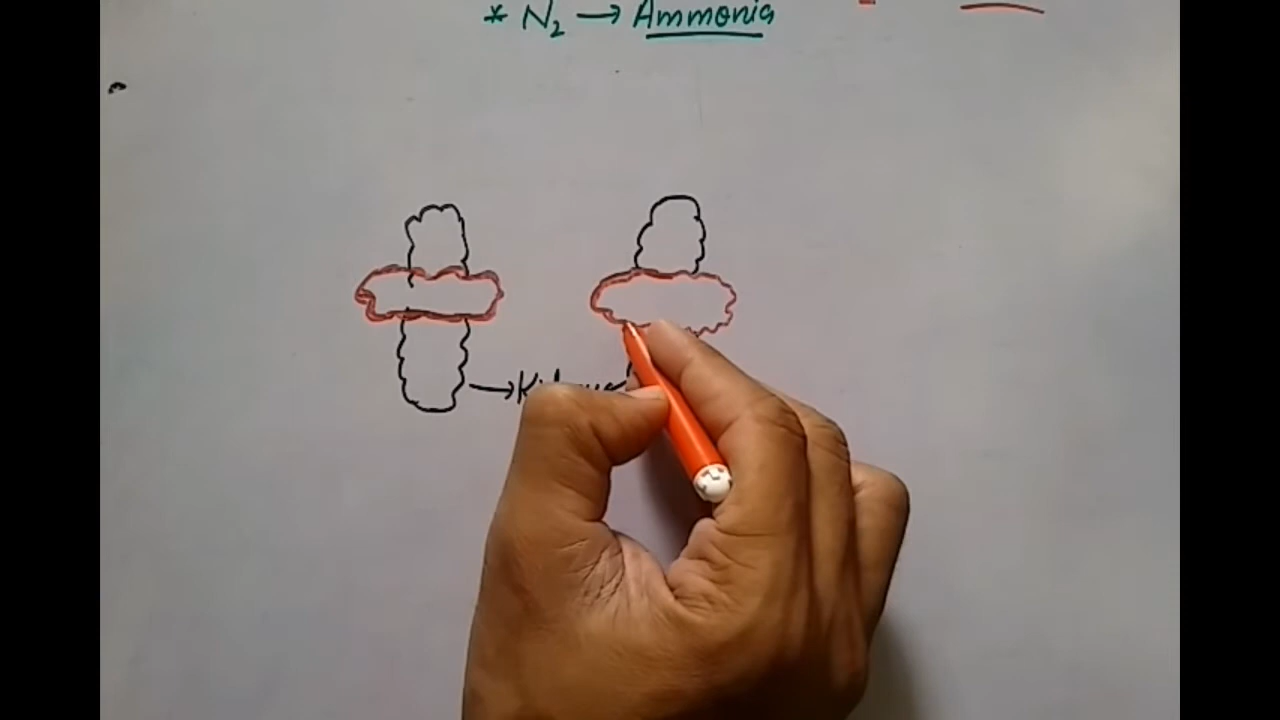 * N₂ → Ammonia